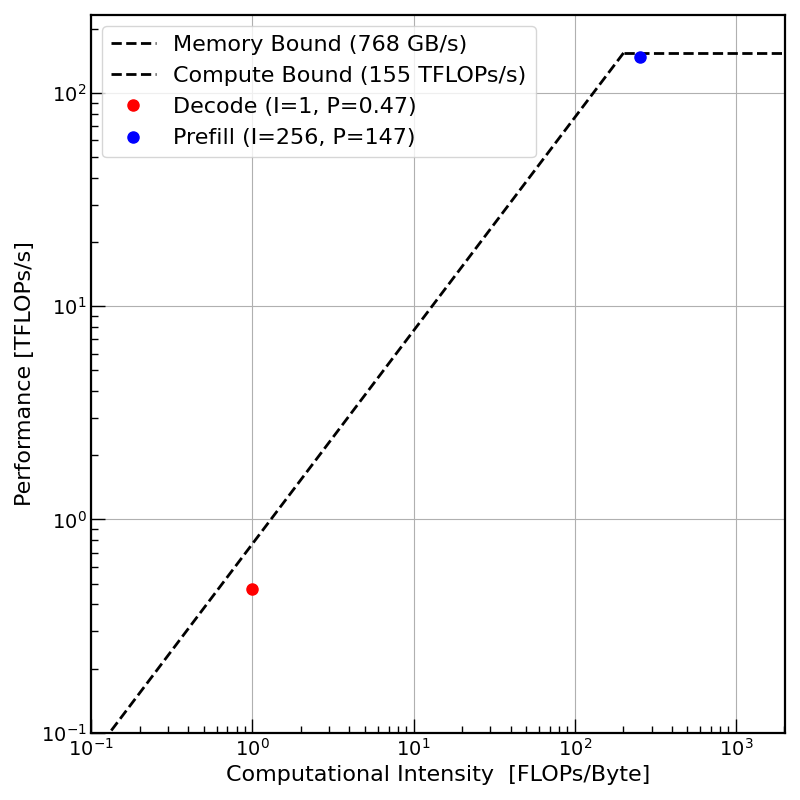 Memory Bound (768 GB/s)
Compute Bound (155 TFLOPs/s)
Decode (I=1, P=0.47)
Prefill (I=256, P=147)
10²
10¹
10⁰
10⁻¹
Performance [TFLOPs/s]
10⁻¹ 10⁰ 10¹ 10² 10³
Computational Intensity [FLOPs/Byte]